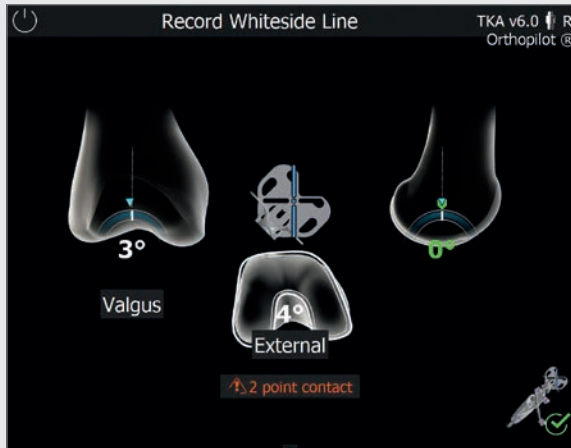 Record Whiteside Line
TKA v6.0 R
Orthopilot ®
3°
0°
Valgus
4°
External
2 point contact